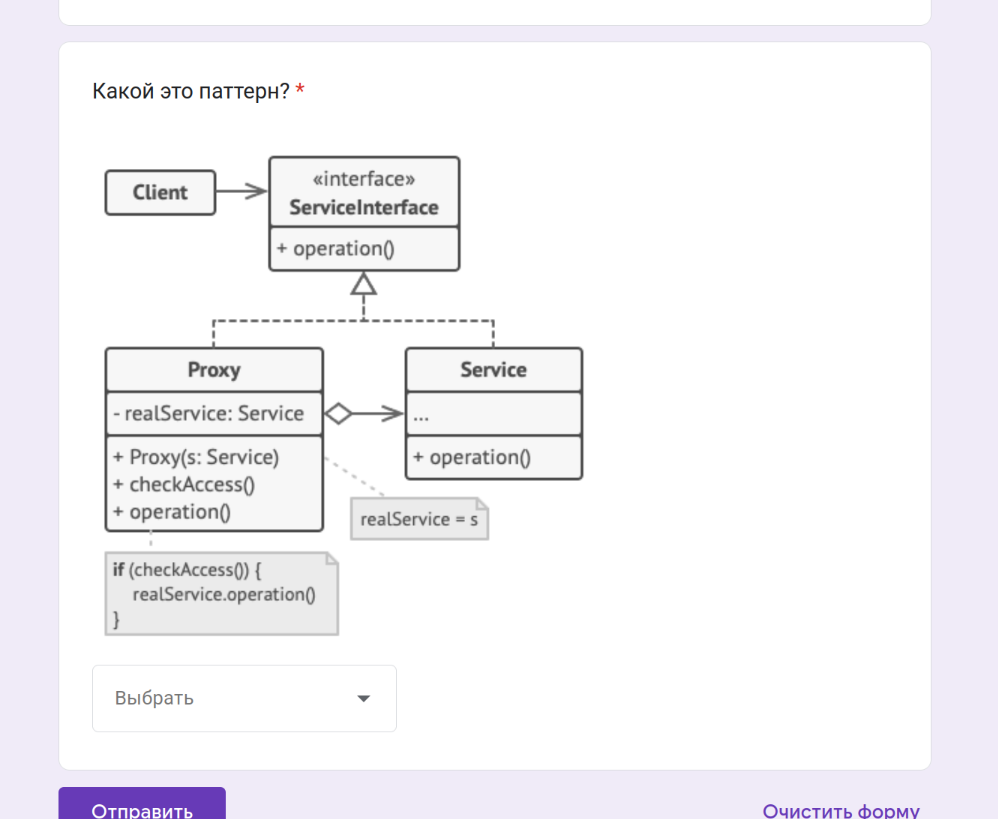 Какой это паттерн? *
Client
«interface»
ServiceInterface
+ operation()
Proxy
- realService: Service
+ Proxy(s: Service)
+ checkAccess()
+ operation()
Service
...
+ operation()
realService = s
if (checkAccess()) {
realService.operation()
}
Выбрать
Отправить
Очистить форму